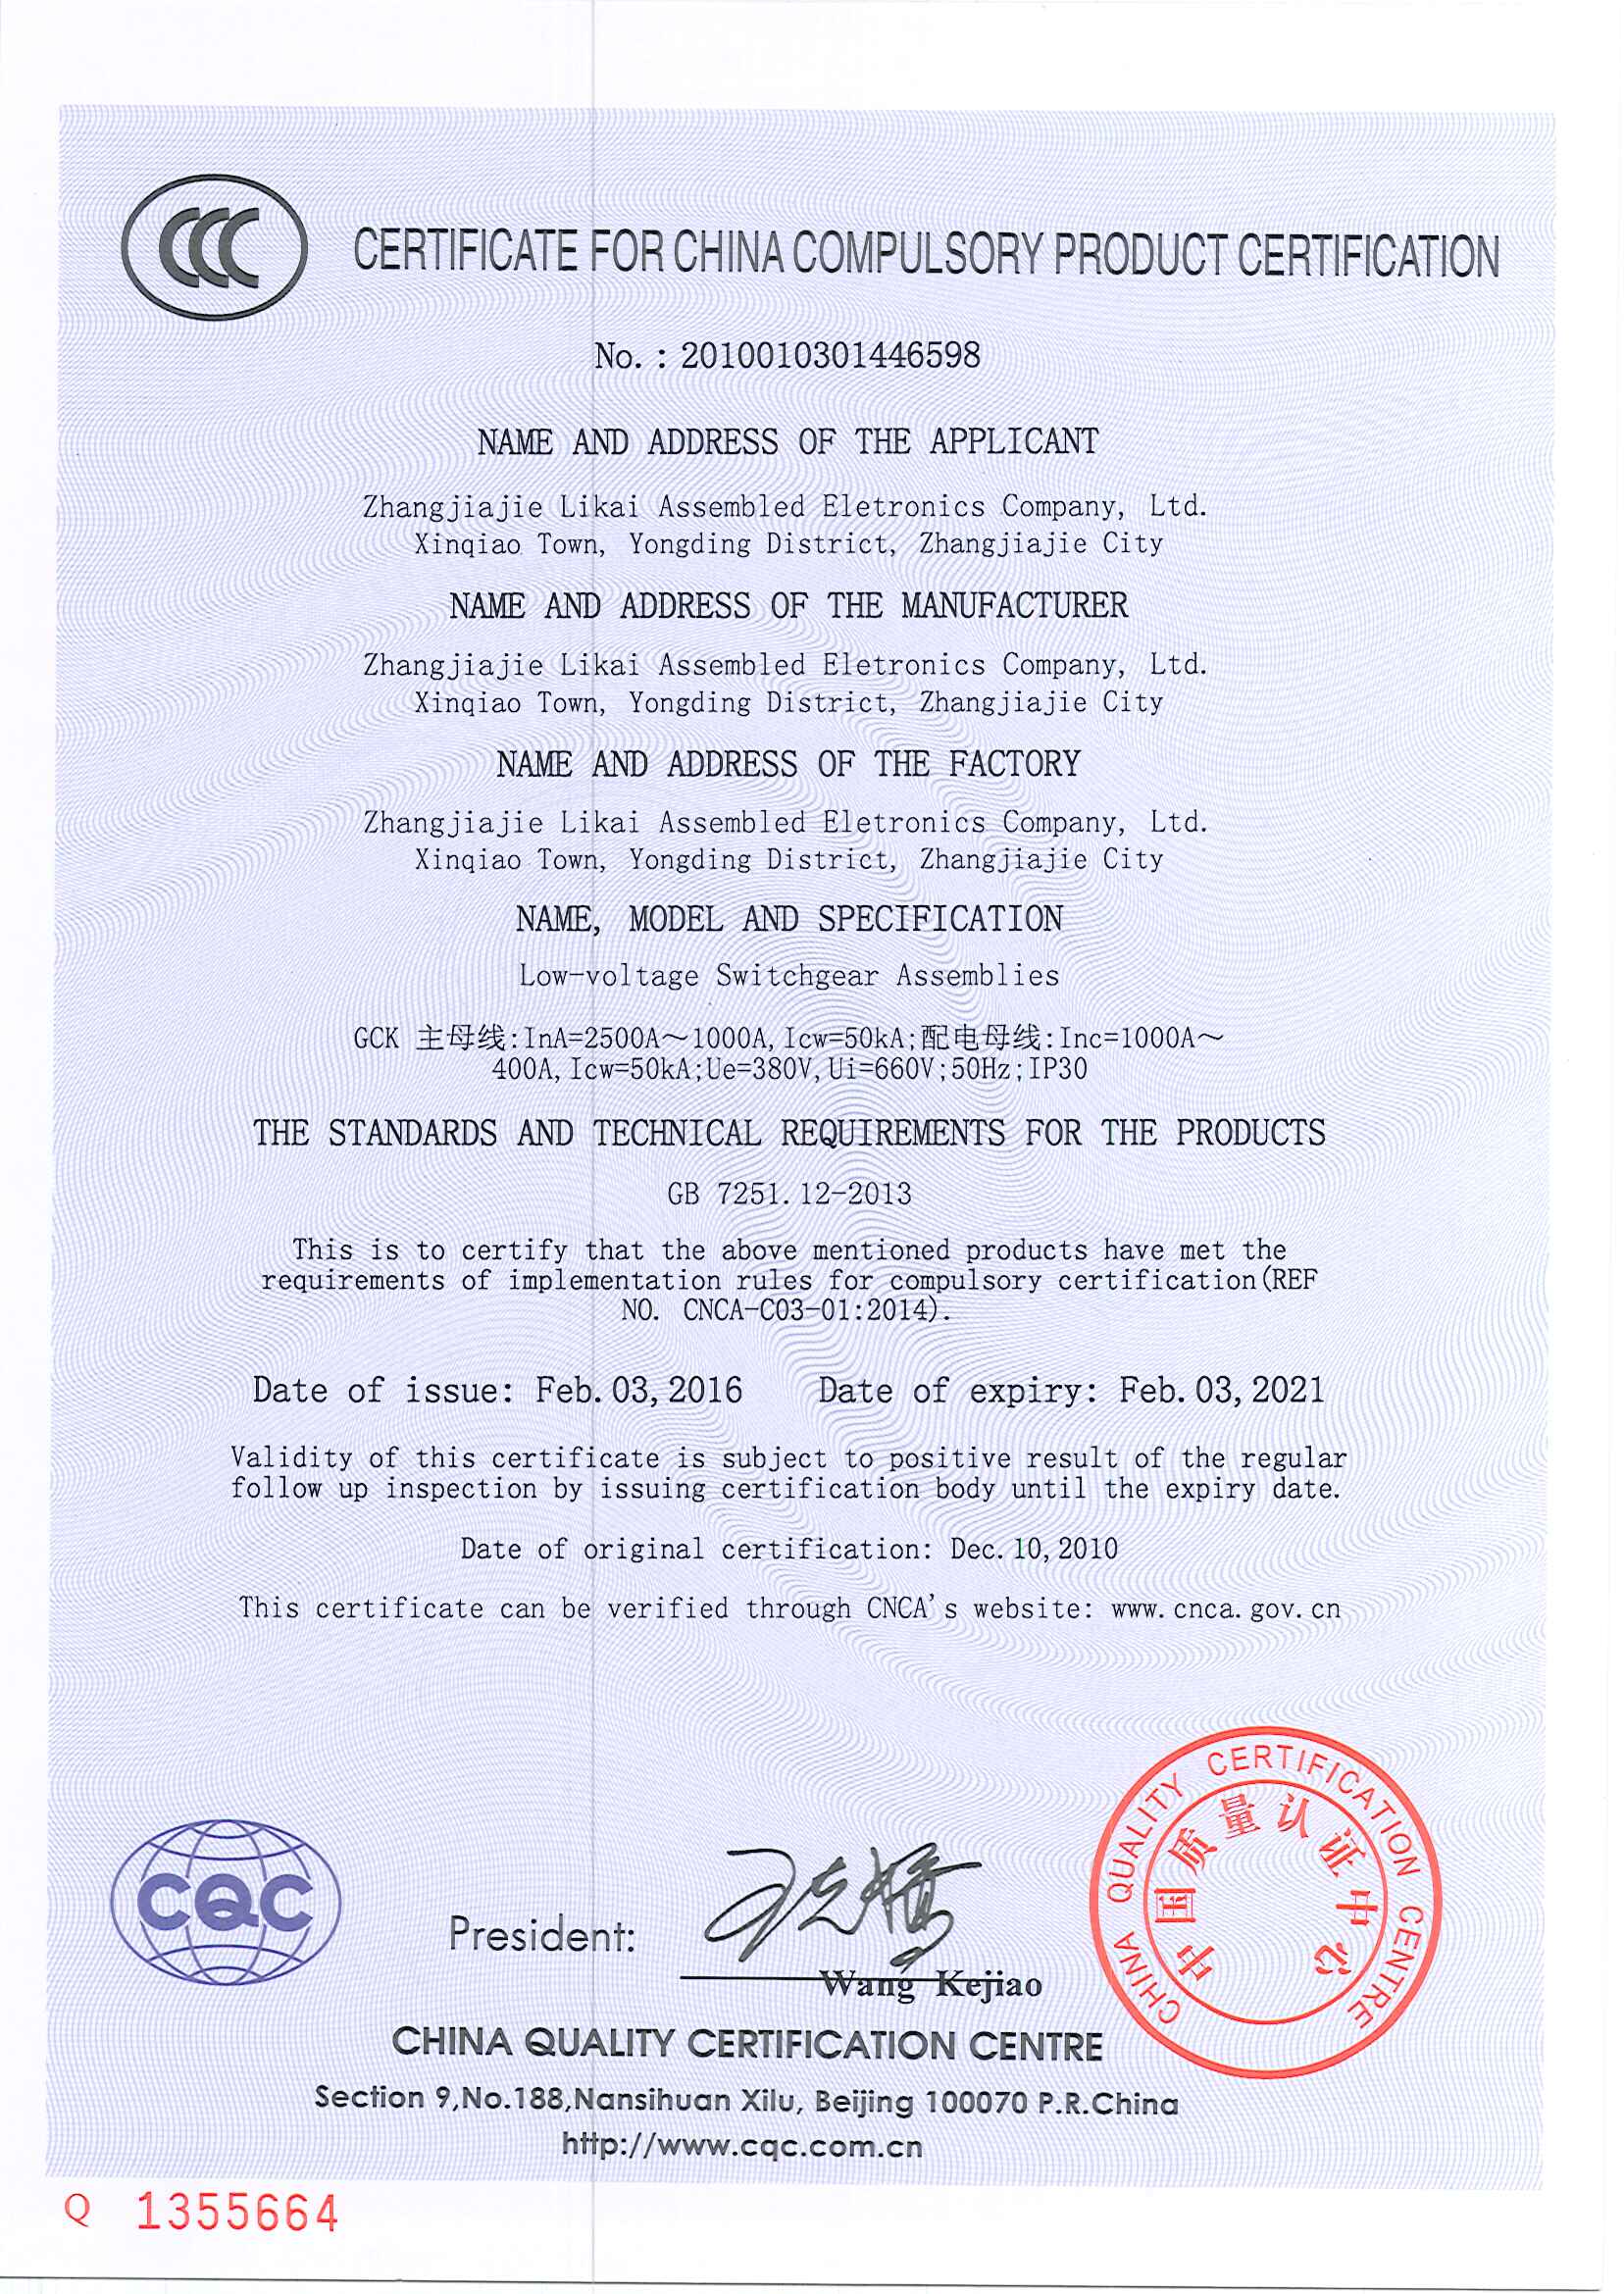 CCC
CERTIFICATE FOR CHINA COMPULSORY PRODUCT CERTIFICATION
No.: 2010010301446598
NAME AND ADDRESS OF THE APPLICANT
Zhangjiajie Likai Assembled Eletronics Company, Ltd.
Xinqiao Town, Yongding District, Zhangjiajie City
NAME AND ADDRESS OF THE MANUFACTURER
Zhangjiajie Likai Assembled Eletronics Company, Ltd.
Xinqiao Town, Yongding District, Zhangjiajie City
NAME AND ADDRESS OF THE FACTORY
Zhangjiajie Likai Assembled Eletronics Company, Ltd.
Xinqiao Town, Yongding District, Zhangjiajie City
NAME, MODEL AND SPECIFICATION
Low-voltage Switchgear Assemblies
GCK 主母线:InA=2500A～1000A, Icw=50kA;配电母线:Inc=1000A～
400A, Icw=50kA;Ue=380V, Ui=660V;50Hz;IP30
THE STANDARDS AND TECHNICAL REQUIREMENTS FOR THE PRODUCTS
GB 7251.12-2013
This is to certify that the above mentioned products have met the
requirements of implementation rules for compulsory certification(REF
NO. CNCA-C03-01:2014).
Date of issue: Feb. 03, 2016 Date of expiry: Feb. 03, 2021
Validity of this certificate is subject to positive result of the regular
follow up inspection by issuing certification body until the expiry date.
Date of original certification: Dec. 10, 2010
This certificate can be verified through CNCA's website: www.cnca.gov.cn
CHINA QUALITY CERTIFICATION CENTRE
中国质量认证中心
CQC
President: 王克娇
Wang Kejiao
CHINA QUALITY CERTIFICATION CENTRE
Section 9,No.188,Nansihuan Xilu, Beijing 100070 P.R.China
http://www.cqc.com.cn
Q 1355664